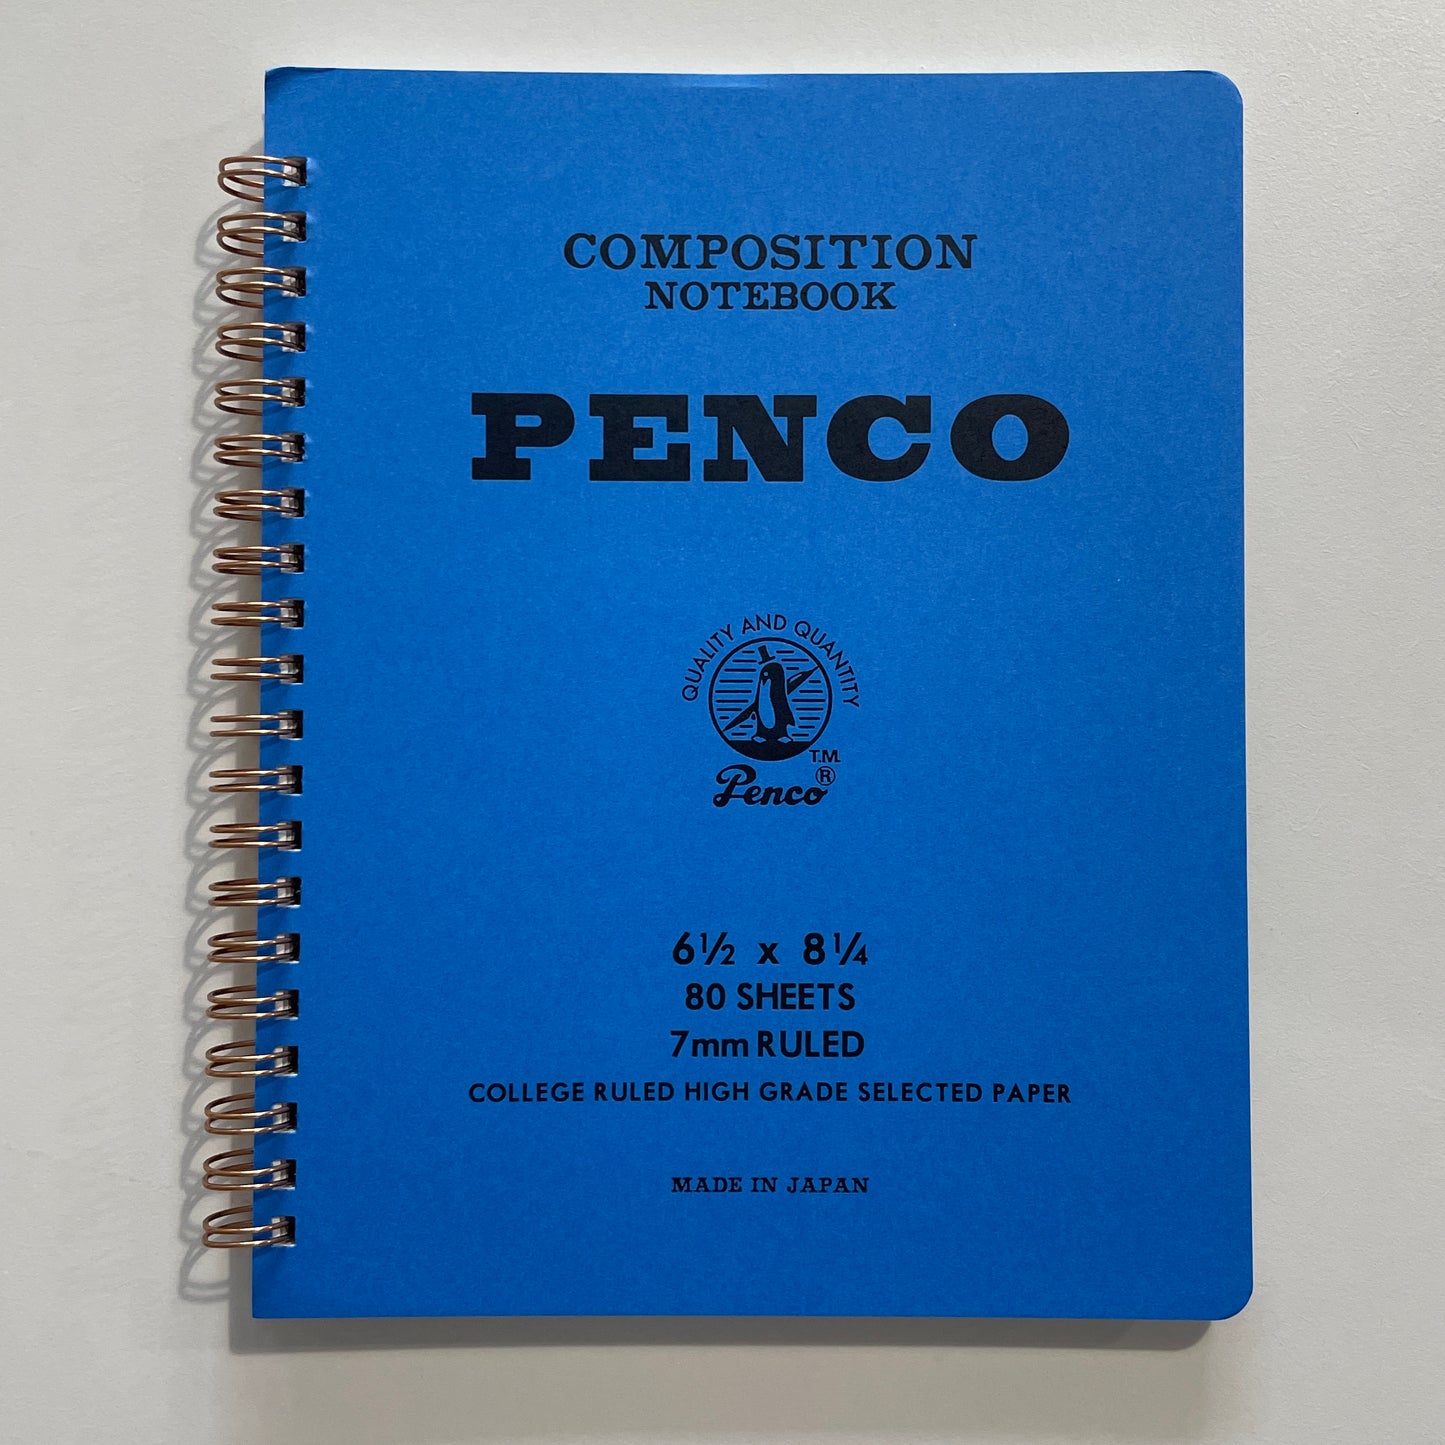 COMPOSITION
NOTEBOOK
PENCO
QUALITY AND QUANTITY
T.M.
Penco ®
6½ x 8¼
80 SHEETS
7mm RULED
COLLEGE RULED HIGH GRADE SELECTED PAPER
MADE IN JAPAN